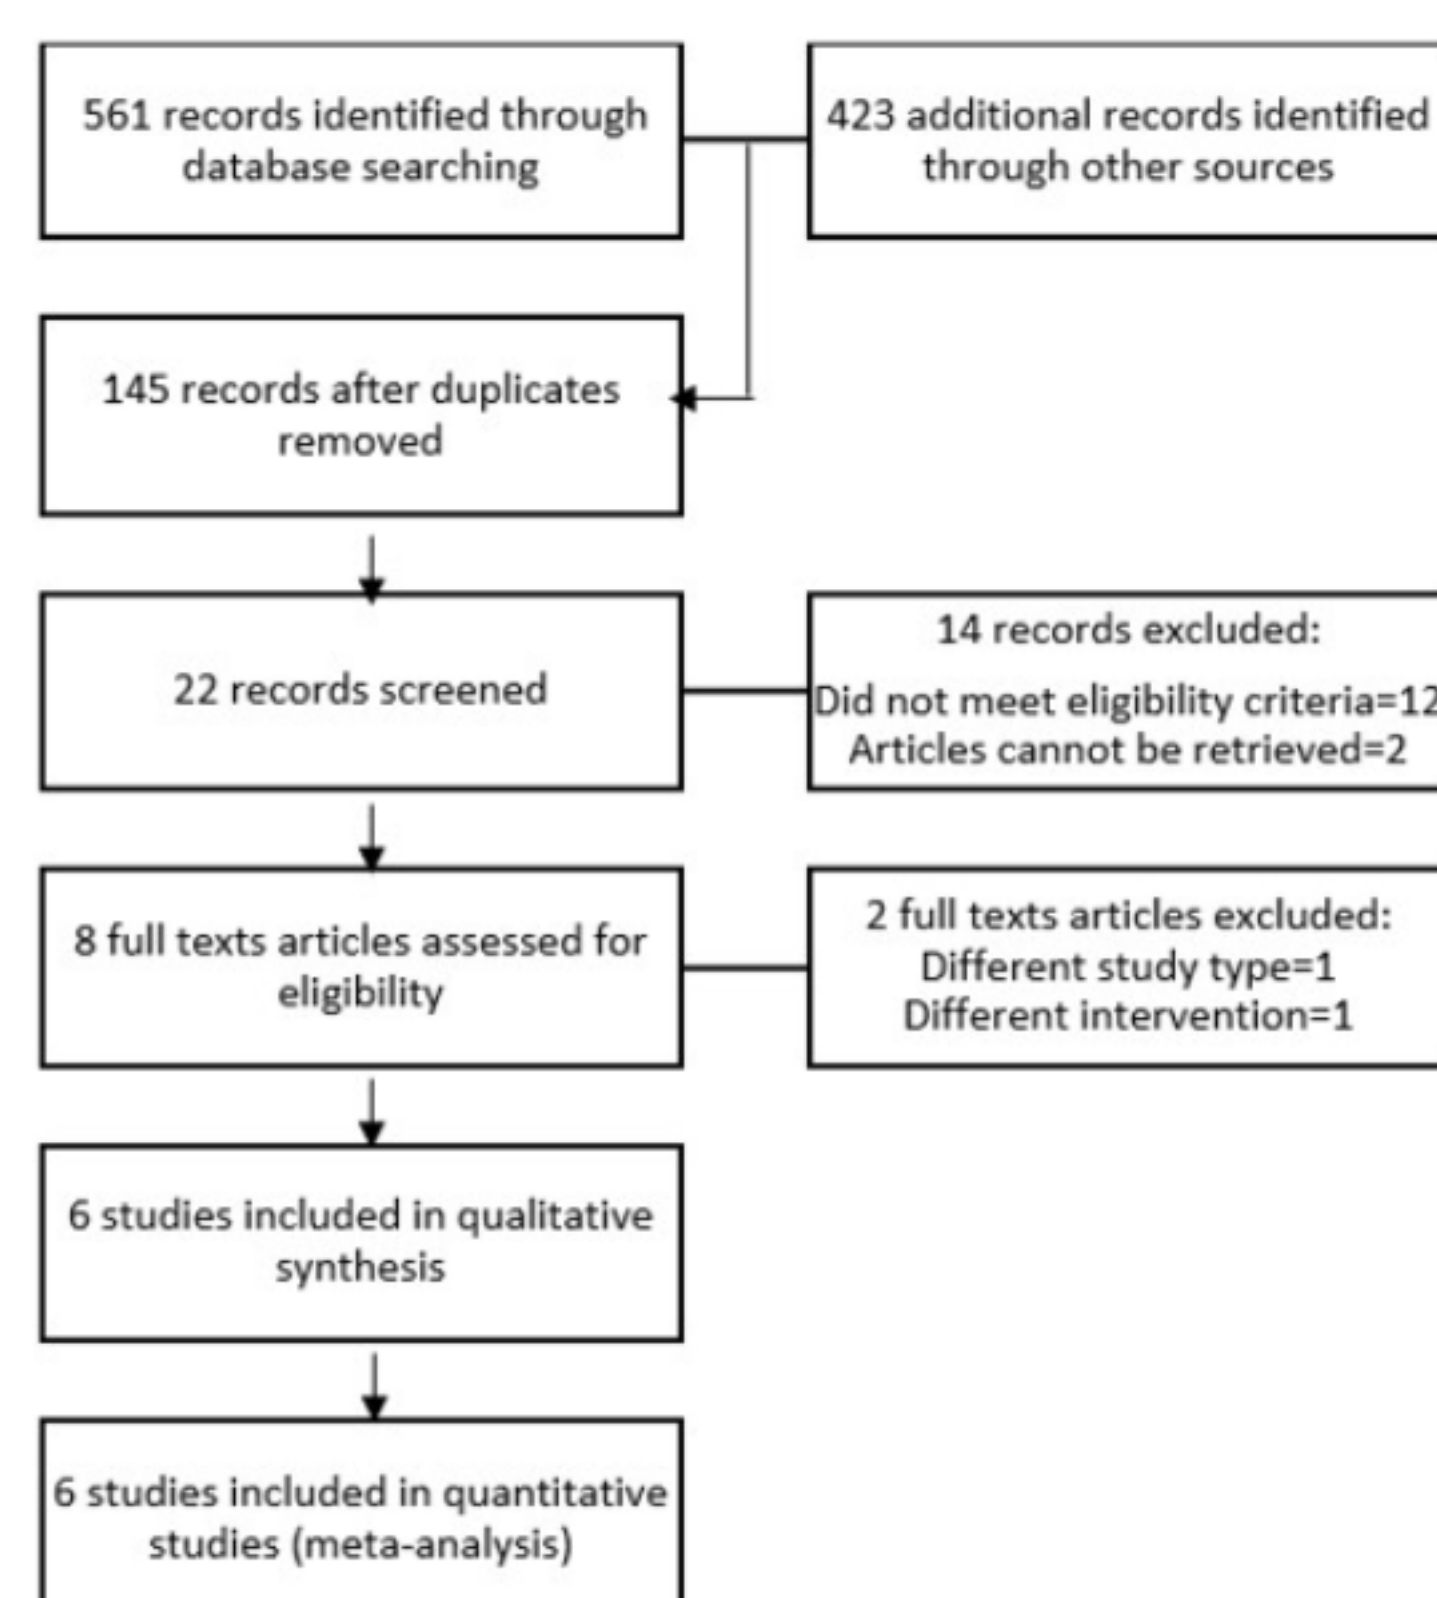 561 records identified through
database searching
423 additional records identified
through other sources
145 records after duplicates
removed
22 records screened
14 records excluded:
Did not meet eligibility criteria=12
Articles cannot be retrieved=2
8 full texts articles assessed for
eligibility
2 full texts articles excluded:
Different study type=1
Different intervention=1
6 studies included in qualitative
synthesis
6 studies included in quantitative
studies (meta-analysis)